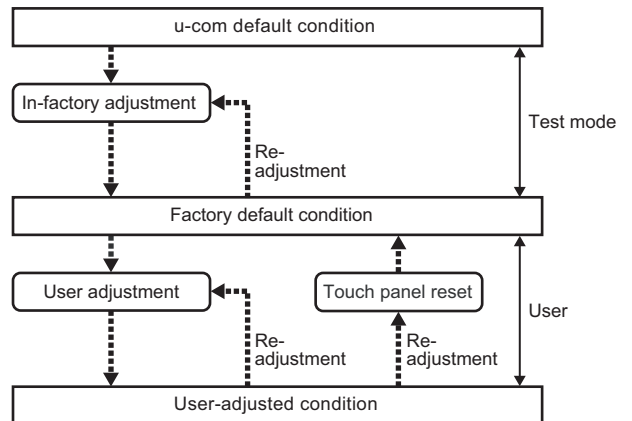 u-com default condition
In-factory adjustment
Re-
adjustment
Test mode
Factory default condition
User adjustment
Touch panel reset
User
Re-
adjustment
Re-
adjustment
User-adjusted condition